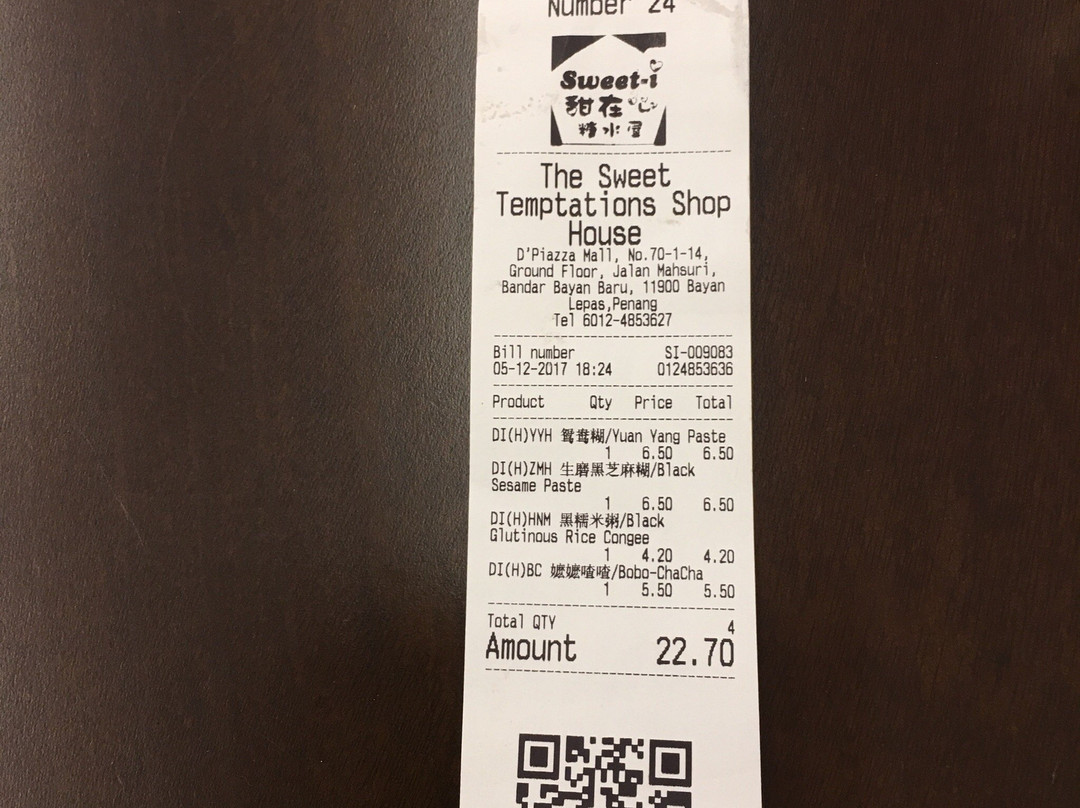 Number 24
Sweet-i
甜在心
糖水屋
The Sweet
Temptations Shop
House
D'Piazza Mall, No.70-1-14,
Ground Floor, Jalan Mahsuri,
Bandar Bayan Baru, 11900 Bayan
Lepas,Penang
Tel 6012-4853627
Bill number SI-009083
05-12-2017 18:24 0124853636
Product Qty Price Total
DI(H)YYH 鸳鸯糊/Yuan Yang Paste
1 6.50 6.50
DI(H)ZMH 生磨黑芝麻糊/Black
Sesame Paste
1 6.50 6.50
DI(H)HNM 黑糯米粥/Black
Glutinous Rice Congee
1 4.20 4.20
DI(H)BC 嬷嬷喳喳/Bobo-ChaCha
1 5.50 5.50
Total QTY 4
Amount 22.70